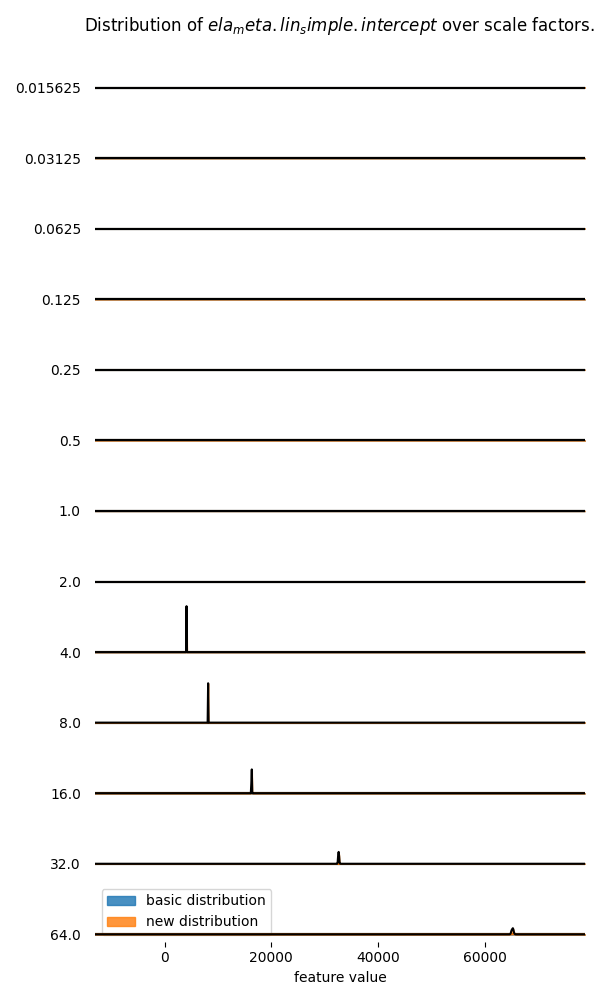 Distribution of elaₘeta.linₛimple.intercept over scale factors.
0.015625
0.03125
0.0625
0.125
0.25
0.5
1.0
2.0
4.0
8.0
16.0
32.0
64.0
basic distribution
new distribution
0 20000 40000 60000
feature value